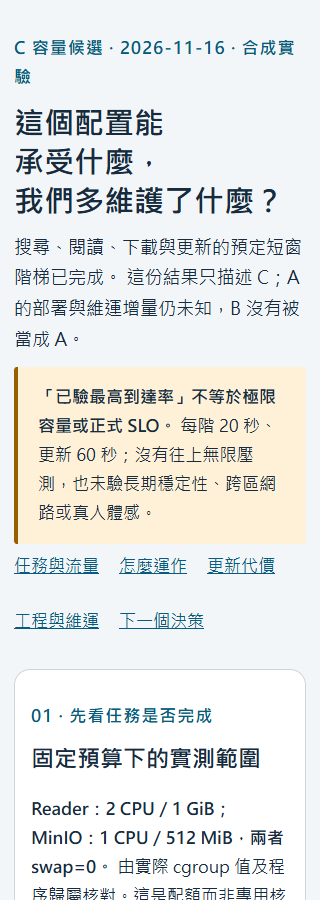 C 容量候選 · 2026-11-16 · 合成實
驗
這個配置能
承受什麼，
我們多維護了什麼？
搜尋、閱讀、下載與更新的預定短窗
階梯已完成。 這份結果只描述 C；A
的部署與維運增量仍未知，B 沒有被
當成 A。
「已驗最高到達率」不等於極限
容量或正式 SLO。 每階 20 秒、
更新 60 秒；沒有往上無限壓
測，也未驗長期穩定性、跨區網
路或真人體感。
任務與流量 怎麼運作 更新代價
工程與維運 下一個決策
01 · 先看任務是否完成
固定預算下的實測範圍
Reader：2 CPU / 1 GiB；
MinIO：1 CPU / 512 MiB，兩者
swap=0。 由實際 cgroup 值及程
序歸屬核對。這是配額而非專用核